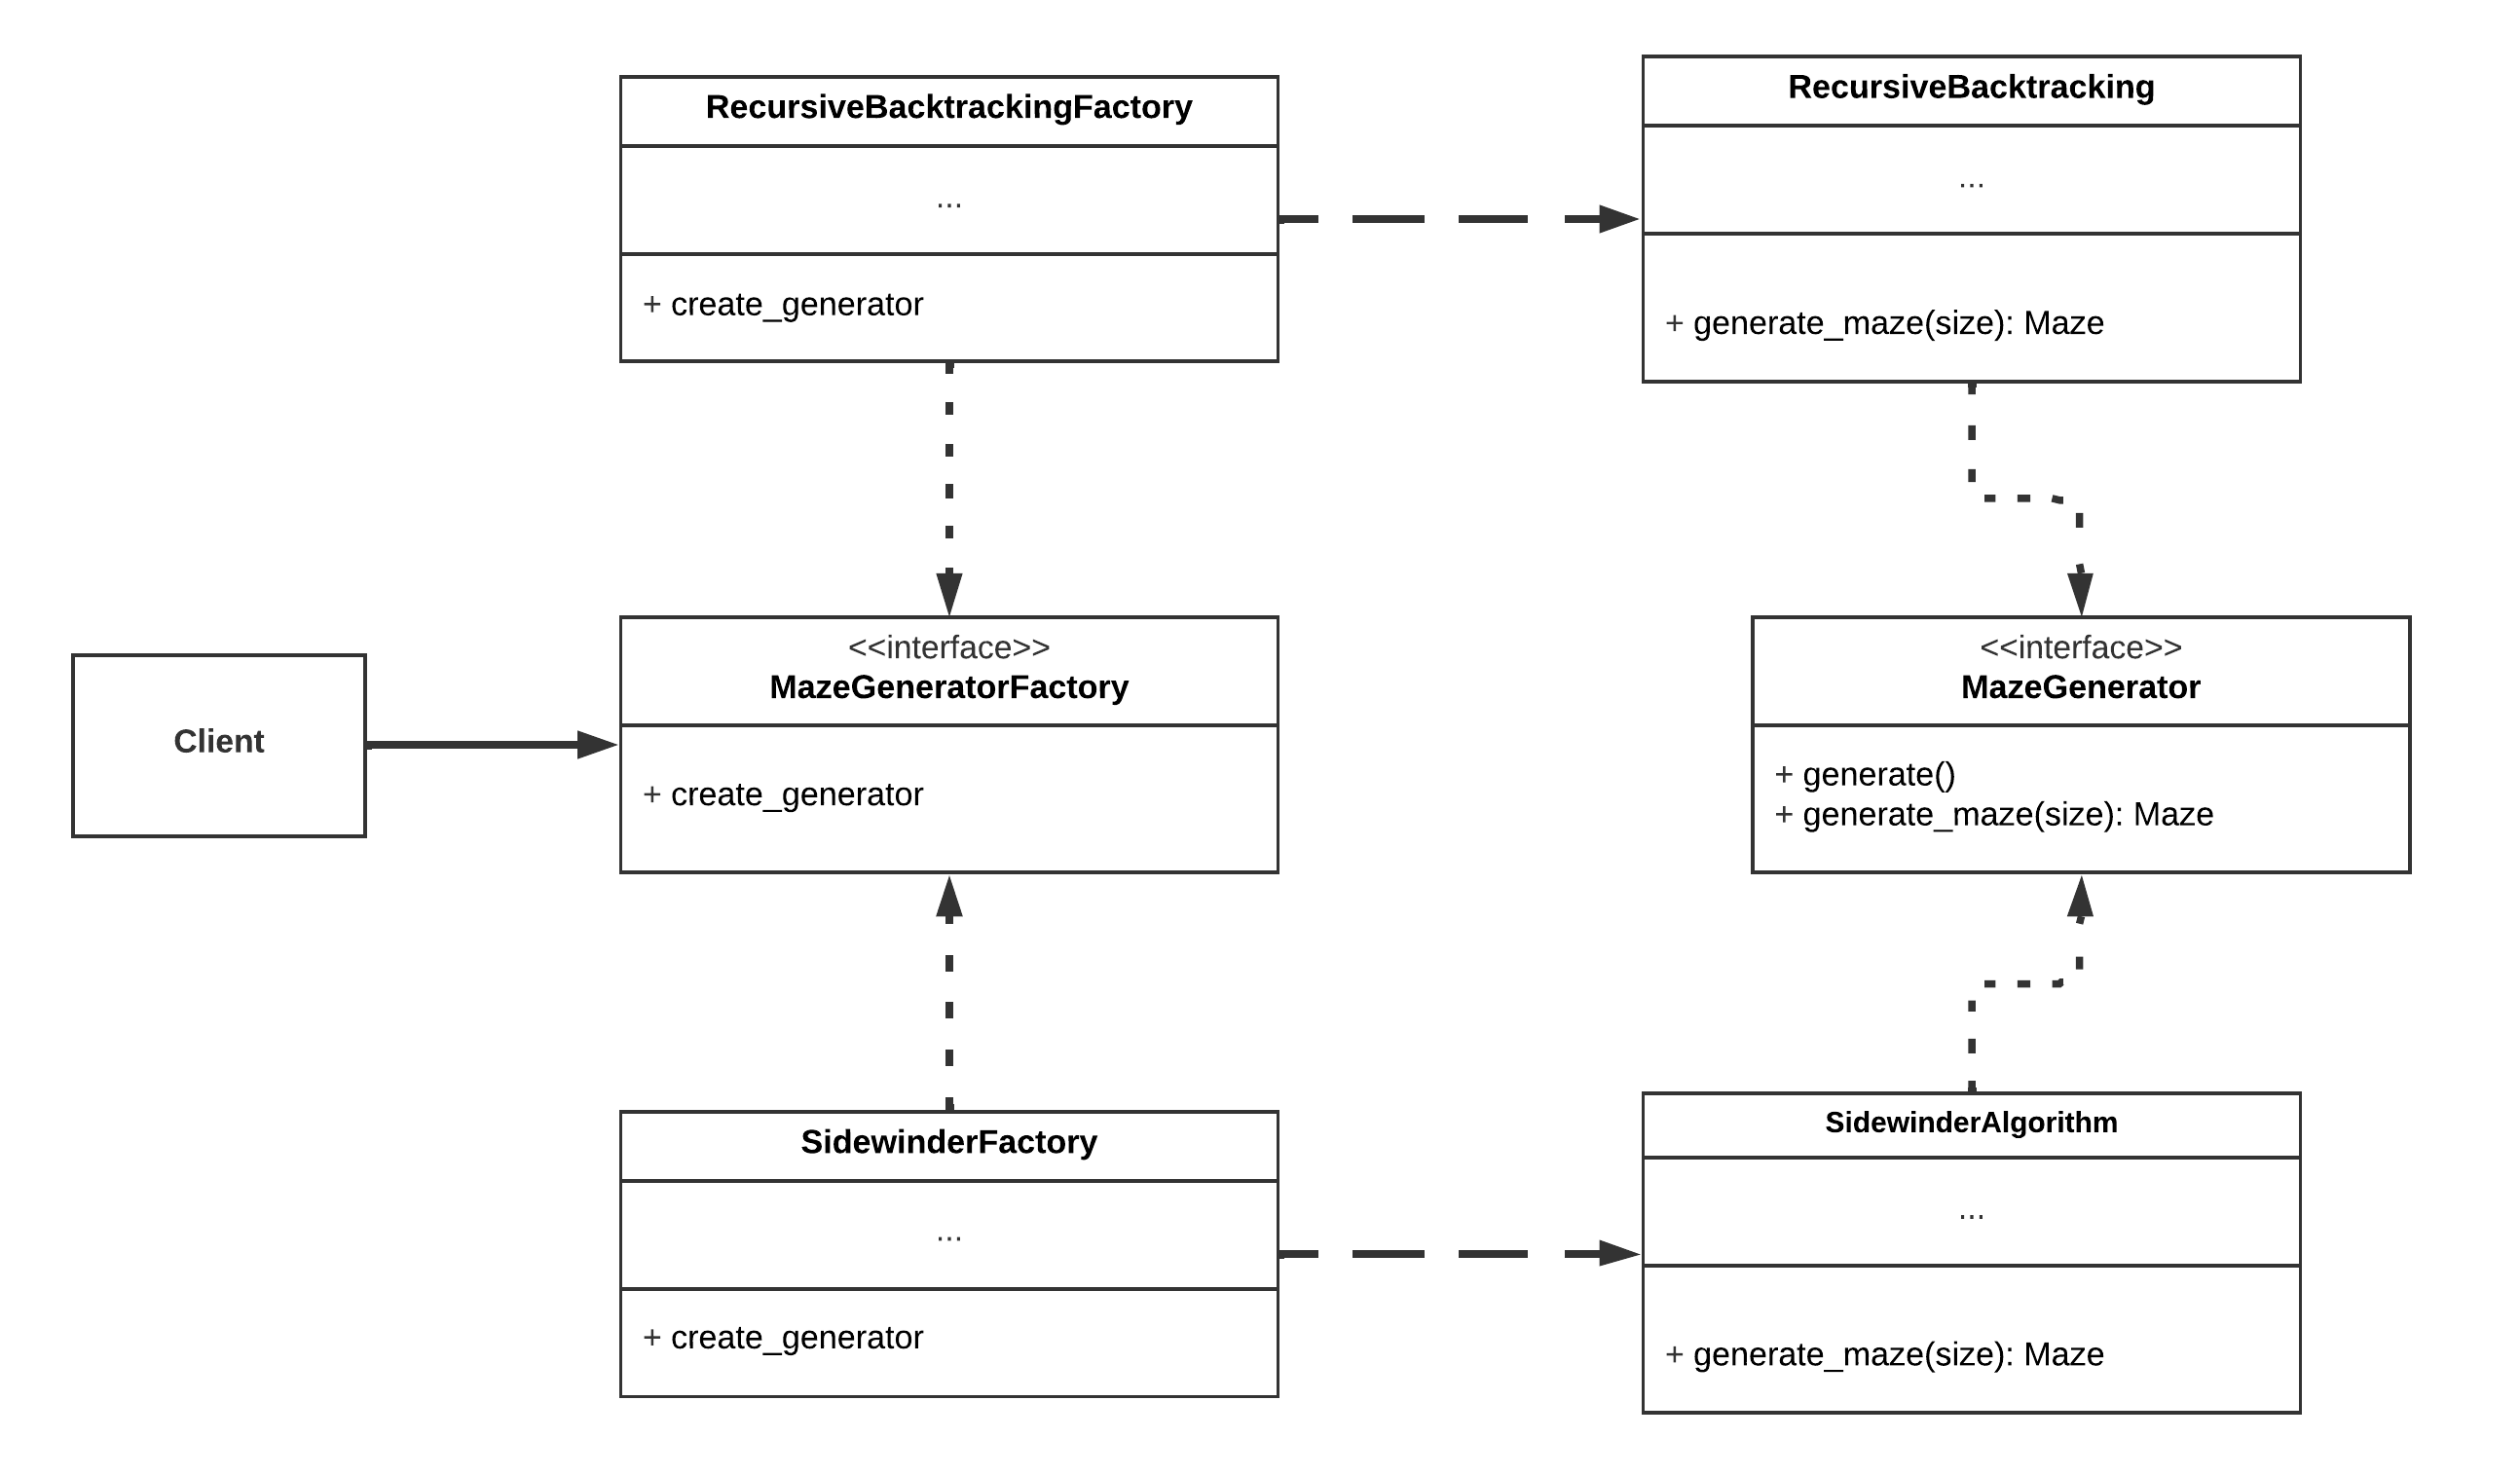 RecursiveBacktrackingFactory
...
+ create_generator
RecursiveBacktracking
...
+ generate_maze(size): Maze
Client
<<interface>>
MazeGeneratorFactory
+ create_generator
<<interface>>
MazeGenerator
+ generate()
+ generate_maze(size): Maze
SidewinderFactory
...
+ create_generator
SidewinderAlgorithm
...
+ generate_maze(size): Maze